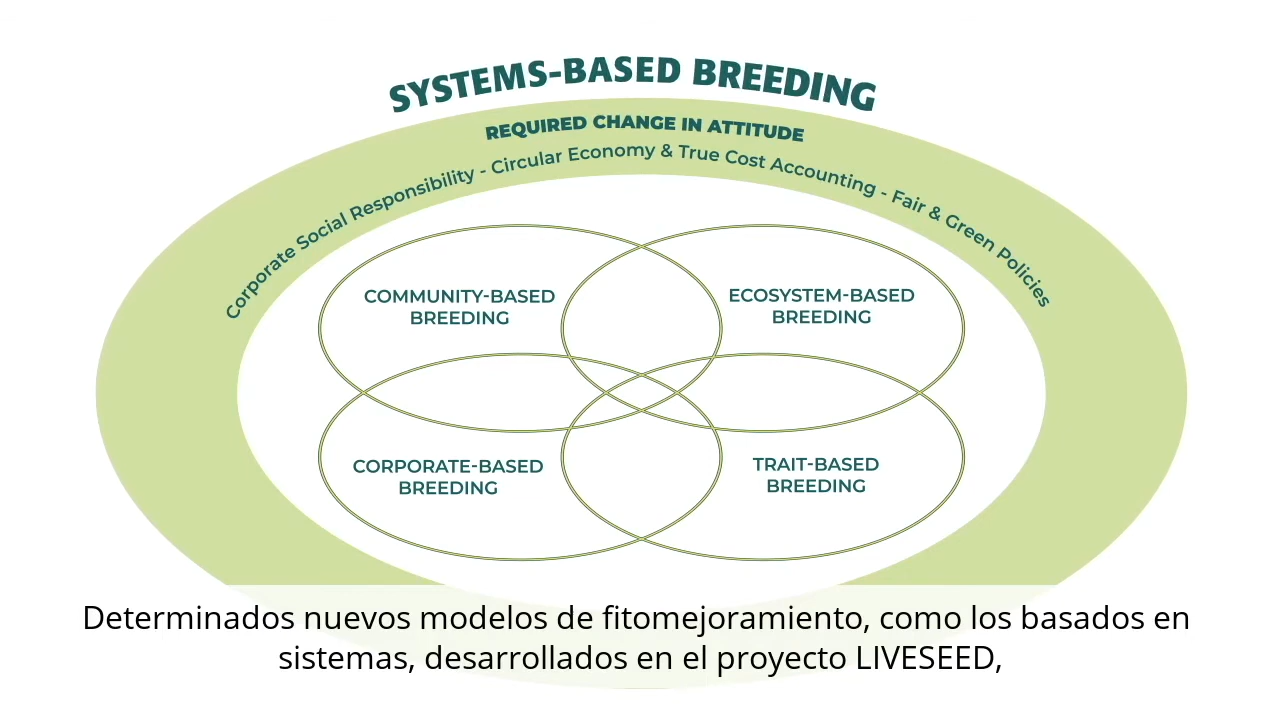 SYSTEMS-BASED BREEDING
REQUIRED CHANGE IN ATTITUDE
Corporate Social Responsibility - Circular Economy & True Cost Accounting - Fair & Green Policies
COMMUNITY-BASED
BREEDING
ECOSYSTEM-BASED
BREEDING
CORPORATE-BASED
BREEDING
TRAIT-BASED
BREEDING
Determinados nuevos modelos de fitomejoramiento, como los basados en
sistemas, desarrollados en el proyecto LIVESEED,